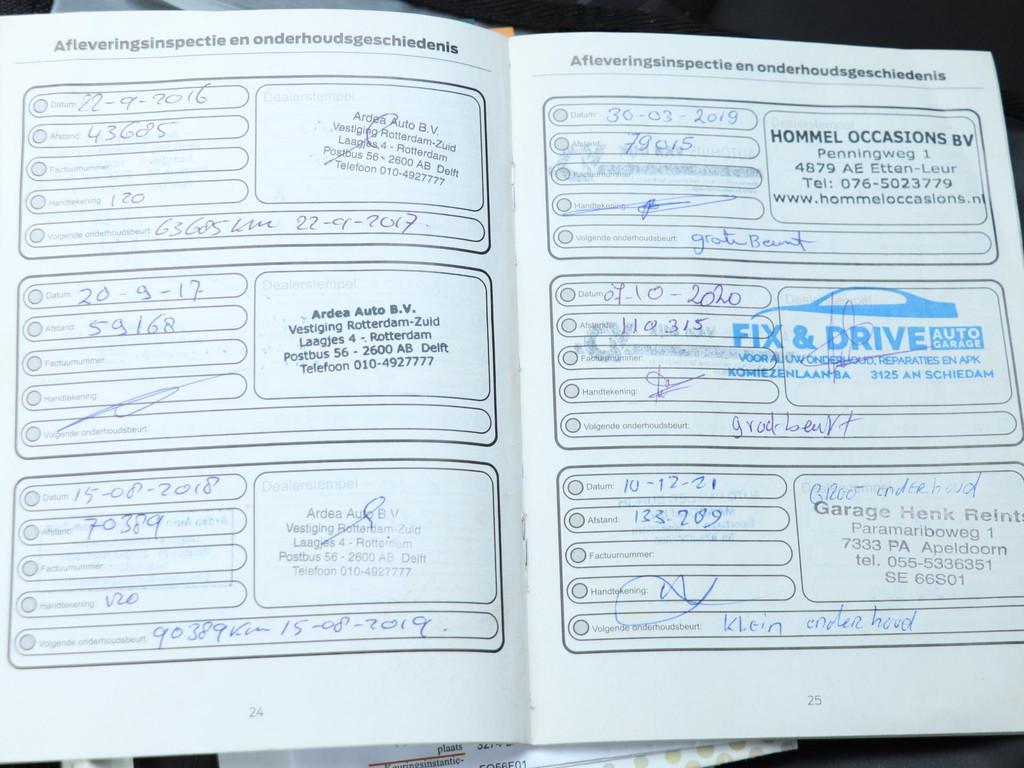 Afleveringsinspectie en onderhoudsgeschiedenis
Datum: 22-9-2016
Afstand: 43685
Factuurnummer:
Handtekening: 120
Volgende onderhoudsbeurt: 63685 km 22-9-2017.
Dealerstempel
Ardea Auto B.V.
Vestiging Rotterdam-Zuid
Laagjes 4 - Rotterdam
Postbus 56 - 2600 AB Delft
Telefoon 010-4927777
Datum: 20-9-17
Afstand: 59168
Factuurnummer:
Handtekening:
Volgende onderhoudsbeurt:
Dealerstempel
Ardea Auto B.V.
Vestiging Rotterdam-Zuid
Laagjes 4 - Rotterdam
Postbus 56 - 2600 AB Delft
Telefoon 010-4927777
Datum: 15-08-2018
Afstand: 70389
Factuurnummer:
Handtekening: V20
Volgende onderhoudsbeurt: 90389 km 15-08-2019.
Dealerstempel
Ardea Auto B.V.
Vestiging Rotterdam-Zuid
Laagjes 4 - Rotterdam
Postbus 56 - 2600 AB Delft
Telefoon 010-4927777
24
Afleveringsinspectie en onderhoudsgeschiedenis
Datum: 30-03-2019
Afstand: 79015
Factuurnummer:
Handtekening:
Volgende onderhoudsbeurt: grote Beurt
HOMMEL OCCASIONS BV
Penningweg 1
4879 AE Etten-Leur
Tel: 076-5023779
www.hommeloccasions.nl
Datum: 07-10-2020
Afstand: 110315
Factuurnummer:
Handtekening:
Volgende onderhoudsbeurt: grootbeurt
FIX & DRIVE AUTO GARAGE
VOOR AL UW ONDERHOUD, REPARATIES EN APK
KOMIEZENLAAN 8A 3125 AN SCHIEDAM
Datum: 10-12-21
Afstand: 133.209
Factuurnummer:
Handtekening:
Volgende onderhoudsbeurt: klein onderhoud
onderhoud
Garage Henk Reints
Paramariboweg 1
7333 PA Apeldoorn
tel. 055-5336351
SE 66S01
25
plaats
Keuringsinstantie-